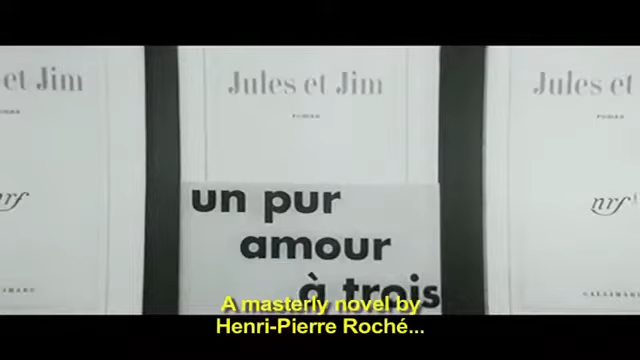 et Jim
Jules et Jim
Jules et
roman
roman
un pur
amour
à trois
nrf
nrf
GALLIMARD
A masterly novel by
Henri-Pierre Roché...